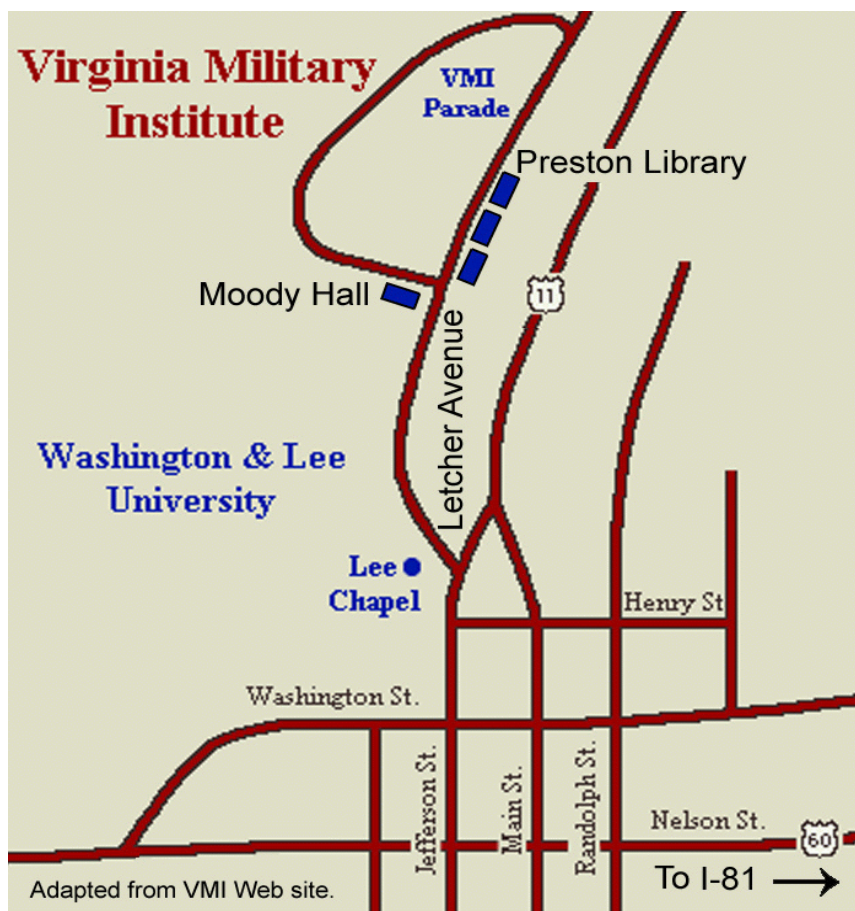 Virginia Military
Institute
VMI
Parade
Preston Library
11
Moody Hall
Letcher Avenue
Washington & Lee
University
Lee
Chapel
Henry St
Washington St.
Jefferson St.
Main St.
Randolph St.
Nelson St.
60
To I-81
Adapted from VMI Web site.